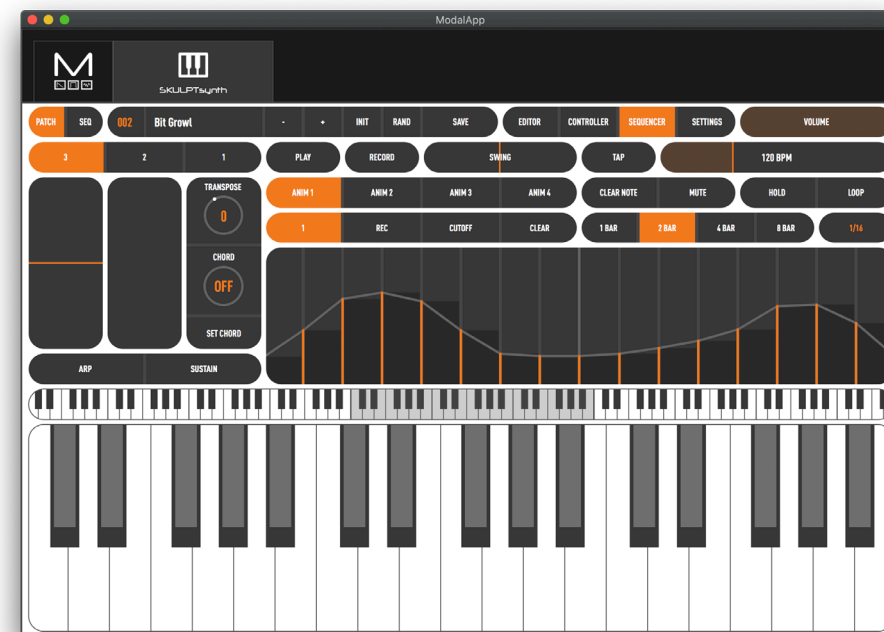 ModalApp
SKULPTsynth
PATCH SEQ 002 Bit Growl - + INIT RAND SAVE EDITOR CONTROLLER SEQUENCER SETTINGS VOLUME
3 2 1 PLAY RECORD SWING TAP 120 BPM
TRANSPOSE ANIM 1 ANIM 2 ANIM 3 ANIM 4 CLEAR NOTE MUTE HOLD LOOP
0
1 REC CUTOFF CLEAR 1 BAR 2 BAR 4 BAR 8 BAR 1/16
CHORD
OFF
SET CHORD
ARP SUSTAIN